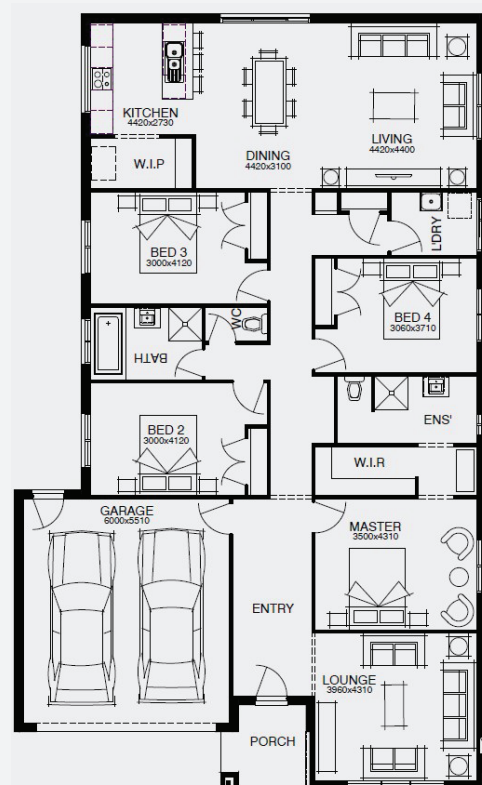 KITCHEN
4420x2730
W.I.P
DINING
4420x3100
LIVING
4420x4400
L'DRY
BED 3
3000x4120
BED 4
3060x3710
WC
BATH
ENS'
BED 2
3000x4120
W.I.R
GARAGE
6000x5510
MASTER
3500x4310
ENTRY
LOUNGE
3960x4310
PORCH